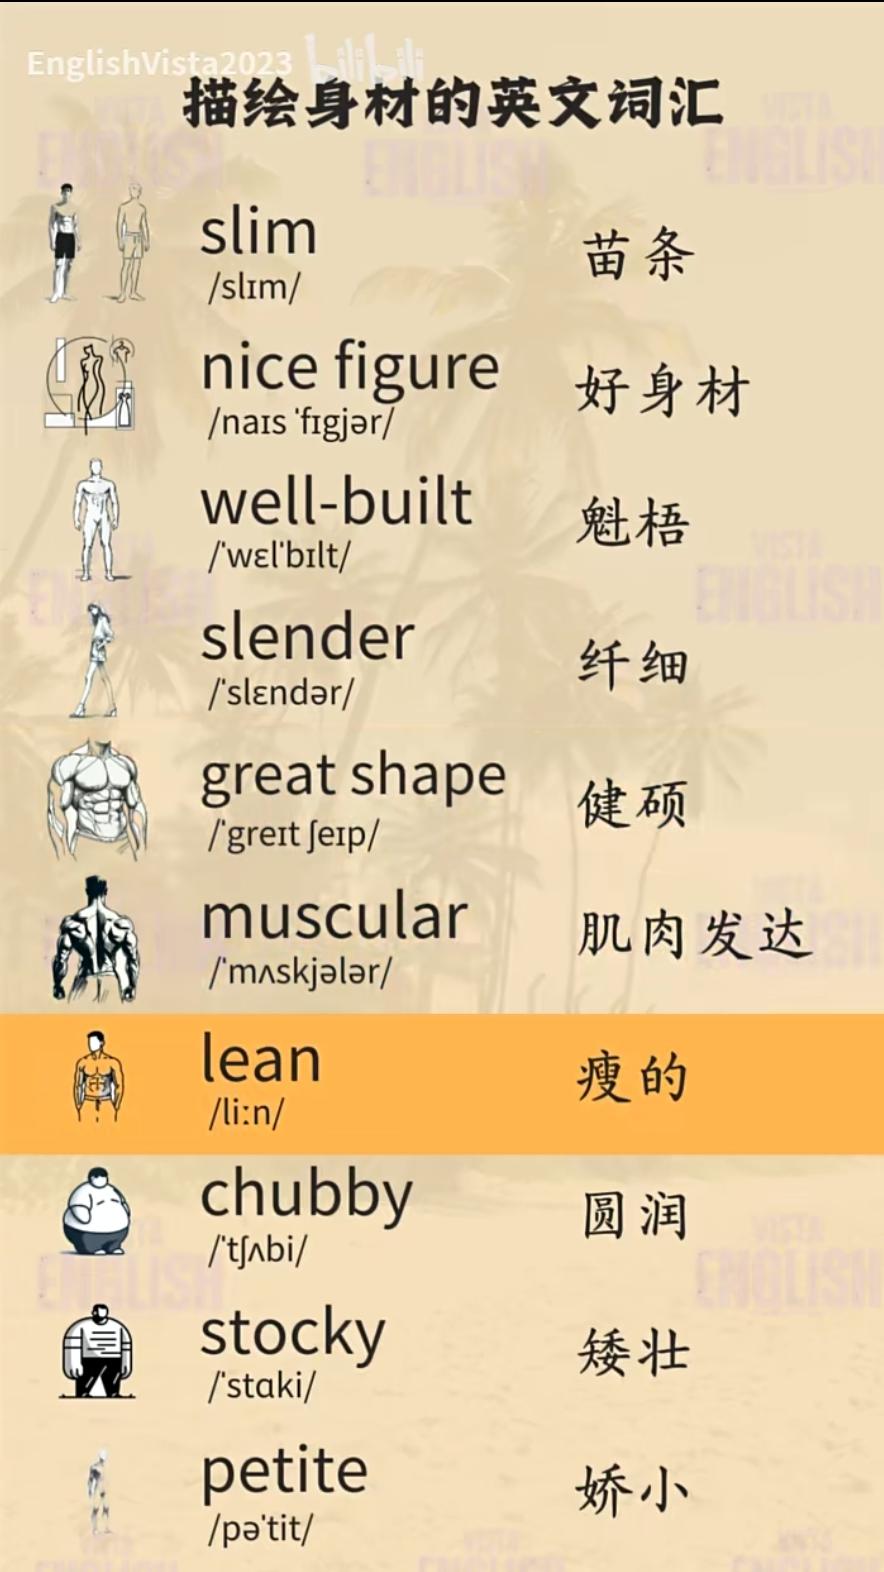 EnglishVista2023 bilibili
描绘身材的英文词汇
slim 苗条
/slɪm/
nice figure 好身材
/naɪs ˈfɪgjər/
well-built 魁梧
/ˈwɛlˈbɪlt/
slender 纤细
/ˈslɛndər/
great shape 健硕
/ˈgreɪt ʃeɪp/
muscular 肌肉发达
/ˈmʌskjələr/
lean 瘦的
/liːn/
chubby 圆润
/ˈtʃʌbi/
stocky 矮壮
/ˈstɑki/
petite 娇小
/pəˈtit/
VISTA
ENGLISH